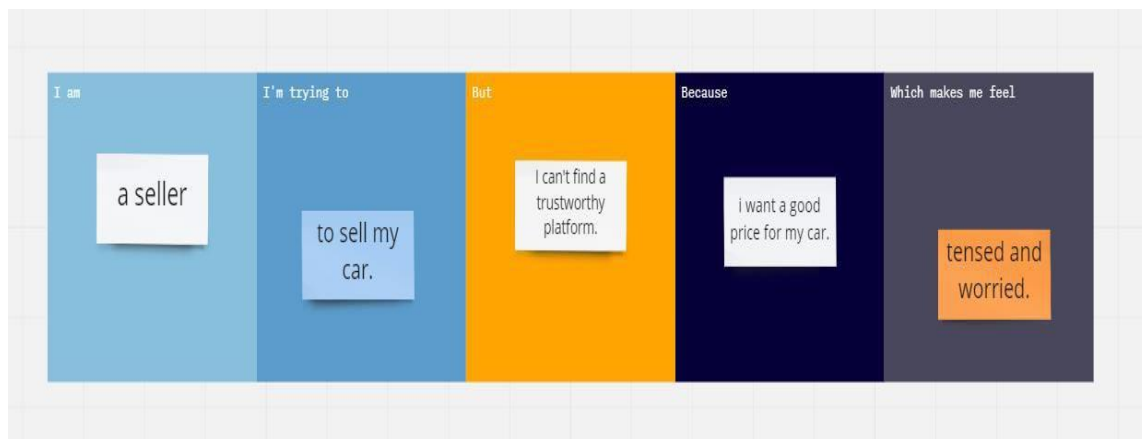 I am
a seller
I'm trying to
to sell my
car.
But
I can't find a
trustworthy
platform.
Because
i want a good
price for my car.
Which makes me feel
tensed and
worried.